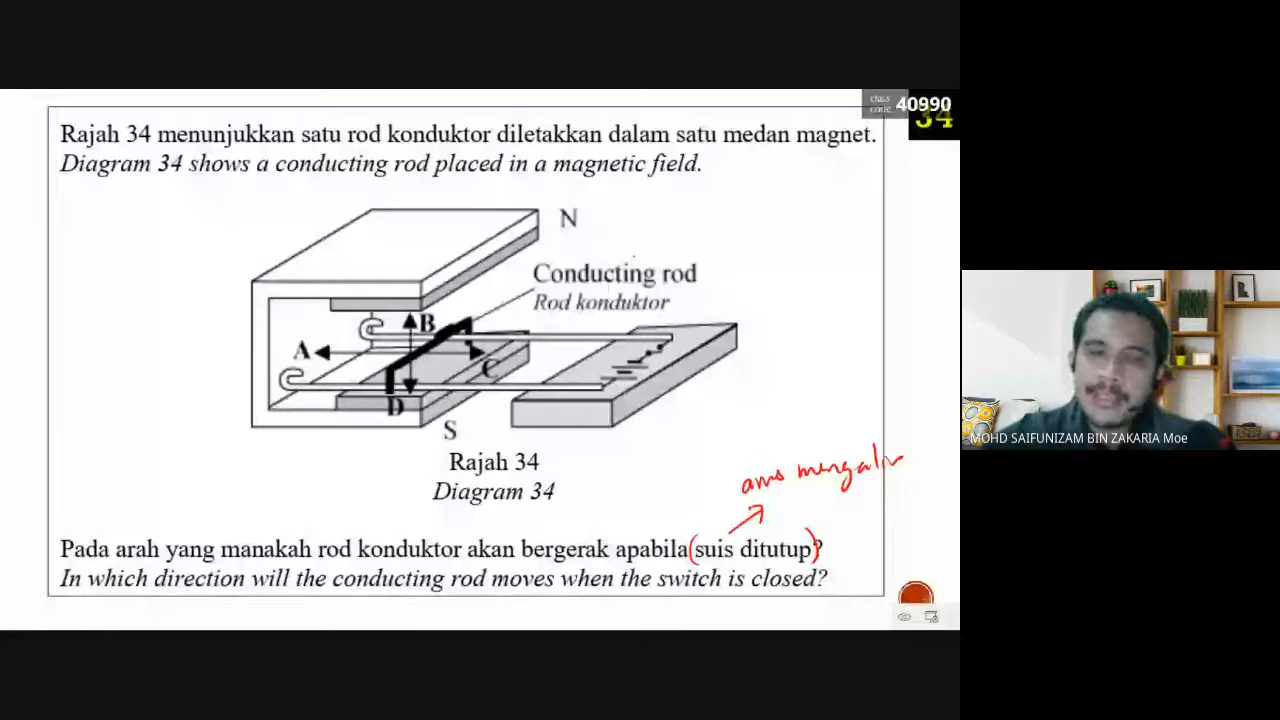 class code: 40990
34
Rajah 34 menunjukkan satu rod konduktor diletakkan dalam satu medan magnet.
Diagram 34 shows a conducting rod placed in a magnetic field.
N
Conducting rod
Rod konduktor
B
A
C
D
S
Rajah 34
Diagram 34
arus mengalir
Pada arah yang manakah rod konduktor akan bergerak apabila (suis ditutup)?
In which direction will the conducting rod moves when the switch is closed?
MOHD SAIFUNIZAM BIN ZAKARIA Moe